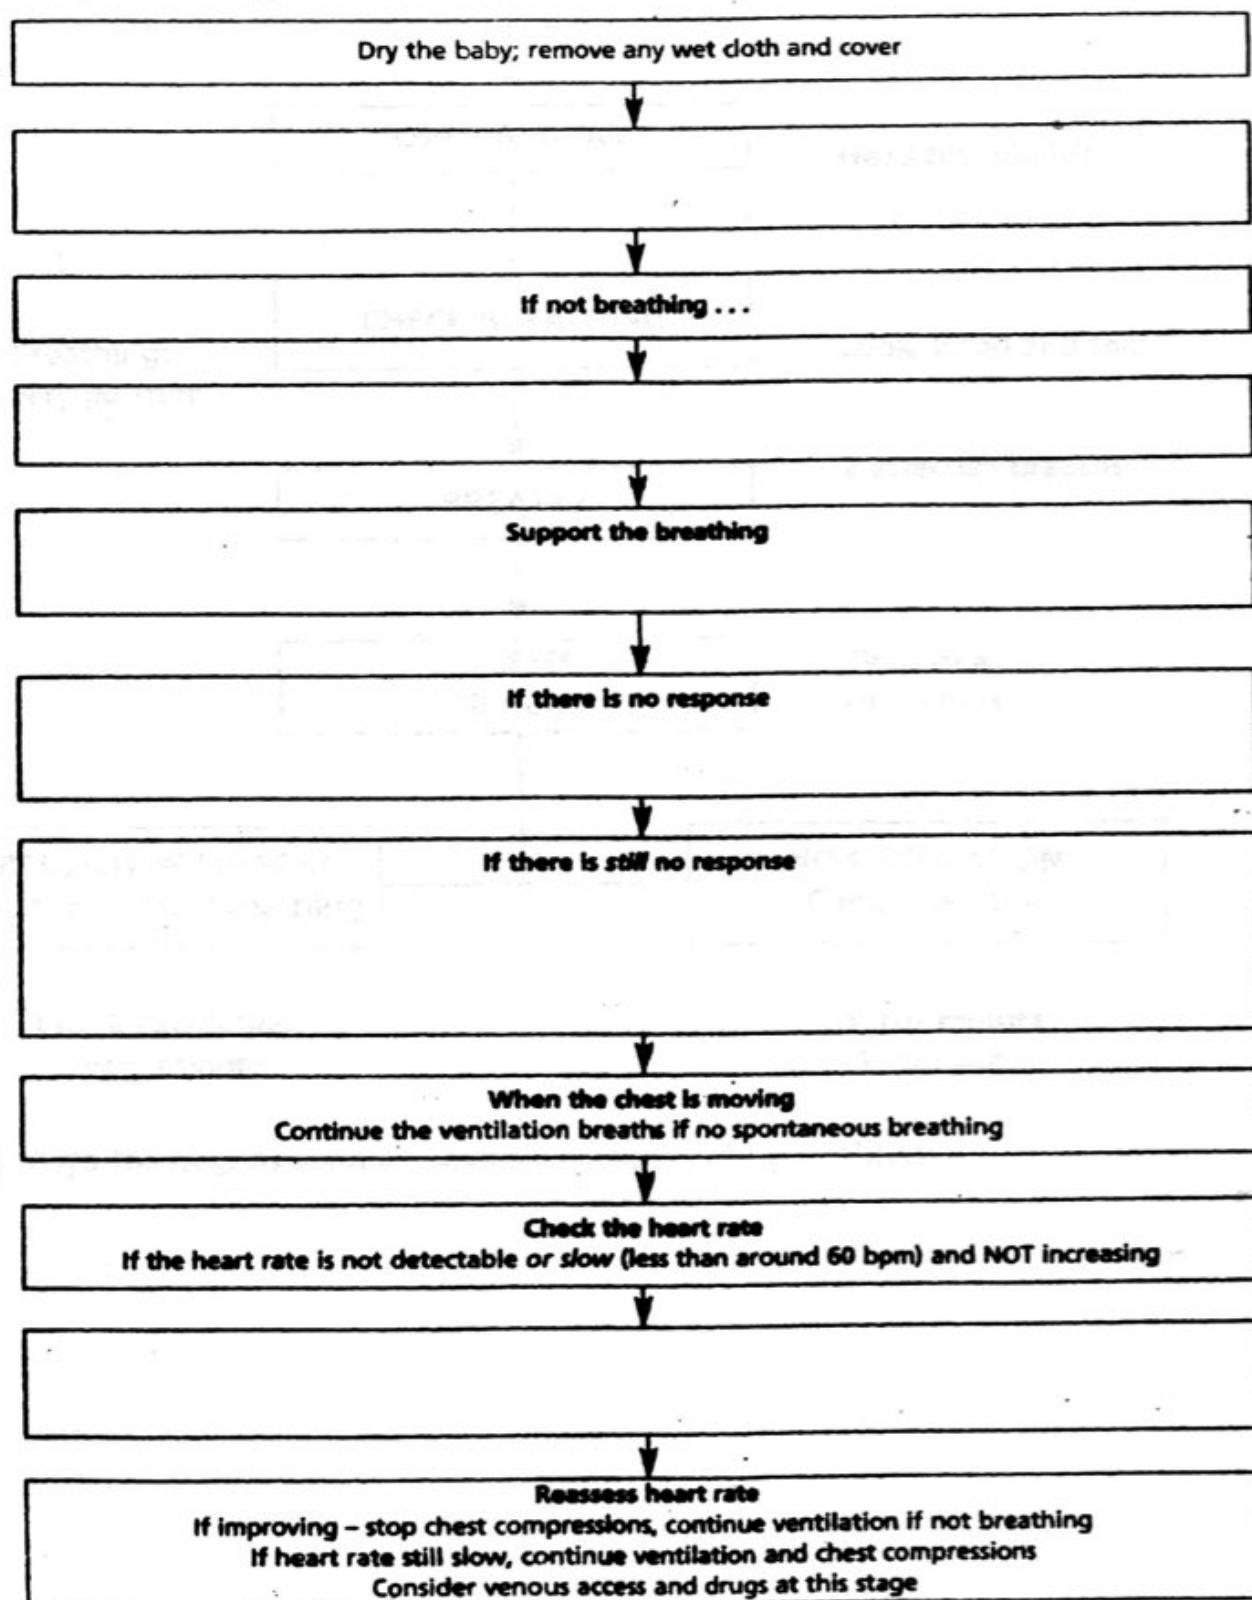 Dry the baby; remove any wet cloth and cover
If not breathing . . .
Support the breathing
If there is no response
If there is still no response
When the chest is moving
Continue the ventilation breaths if no spontaneous breathing
Check the heart rate
If the heart rate is not detectable or slow (less than around 60 bpm) and NOT increasing
Reassess heart rate
If improving – stop chest compressions, continue ventilation if not breathing
If heart rate still slow, continue ventilation and chest compressions
Consider venous access and drugs at this stage